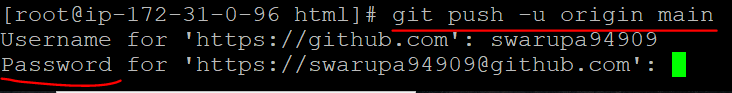 [root@ip-172-31-0-96 html]# git push -u origin main
Username for 'https://github.com': swarupa94909
Password for 'https://swarupa94909@github.com':